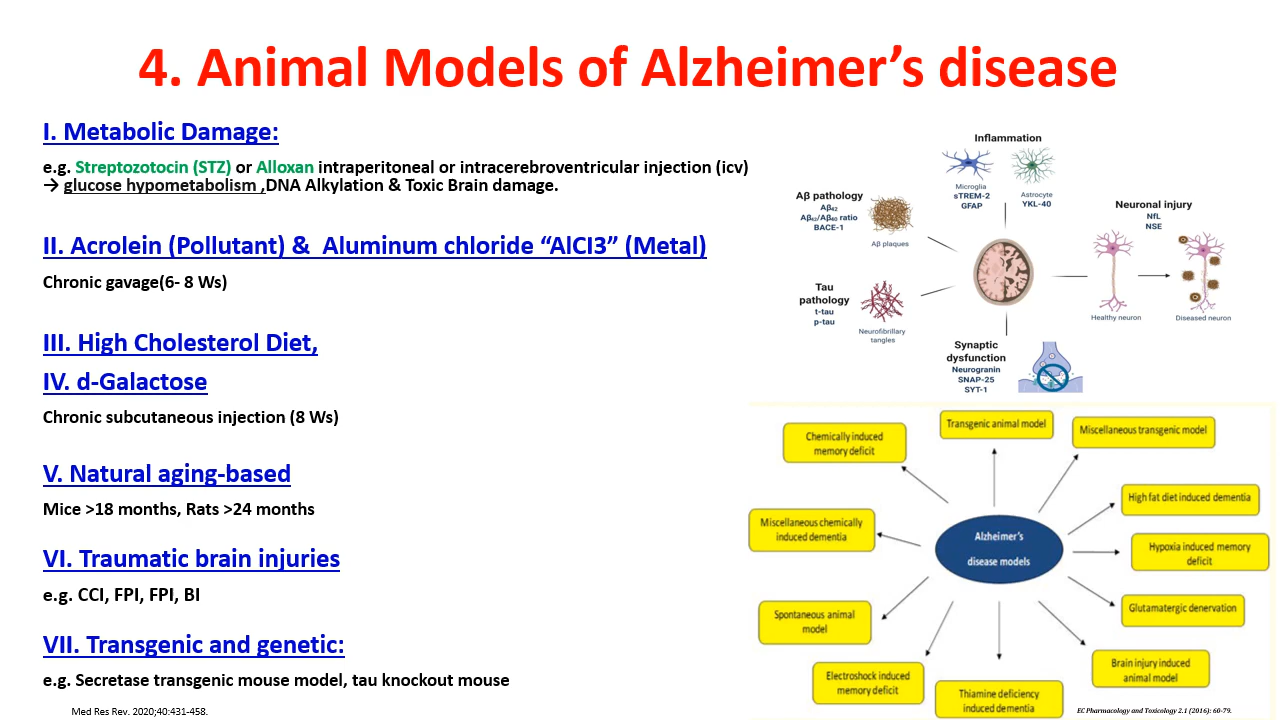 4. Animal Models of Alzheimer’s disease
I. Metabolic Damage:
e.g. Streptozotocin (STZ) or Alloxan intraperitoneal or intracerebroventricular injection (icv)
→ glucose hypometabolism ,DNA Alkylation & Toxic Brain damage.
II. Acrolein (Pollutant) & Aluminum chloride “AlCI3” (Metal)
Chronic gavage(6- 8 Ws)
III. High Cholesterol Diet,
IV. d-Galactose
Chronic subcutaneous injection (8 Ws)
V. Natural aging-based
Mice >18 months, Rats >24 months
VI. Traumatic brain injuries
e.g. CCI, FPI, FPI, BI
VII. Transgenic and genetic:
e.g. Secretase transgenic mouse model, tau knockout mouse
Med Res Rev. 2020;40:431-458.
Inflammation
Microglia
sTREM-2
GFAP
Astrocyte
YKL-40
Aβ pathology
Aβ₄₂
Aβ₄₂/Aβ₄₀ ratio
BACE-1
Aβ plaques
Neuronal injury
NfL
NSE
Healthy neuron
Diseased neuron
Tau
pathology
t-tau
p-tau
Neurofibrillary
tangles
Synaptic
dysfunction
Neurogranin
SNAP-25
SYT-1
Chemically induced
memory deficit
Transgenic animal model
Miscellaneous transgenic model
High fat diet induced dementia
Miscellaneous chemically
induced dementia
Alzheimer's
disease models
Hypoxia induced memory
deficit
Spontaneous animal
model
Glutamatergic denervation
Electroshock induced
memory deficit
Thiamine deficiency
induced dementia
Brain injury induced
animal model
EC Pharmacology and Toxicology 2.1 (2016): 60-79.